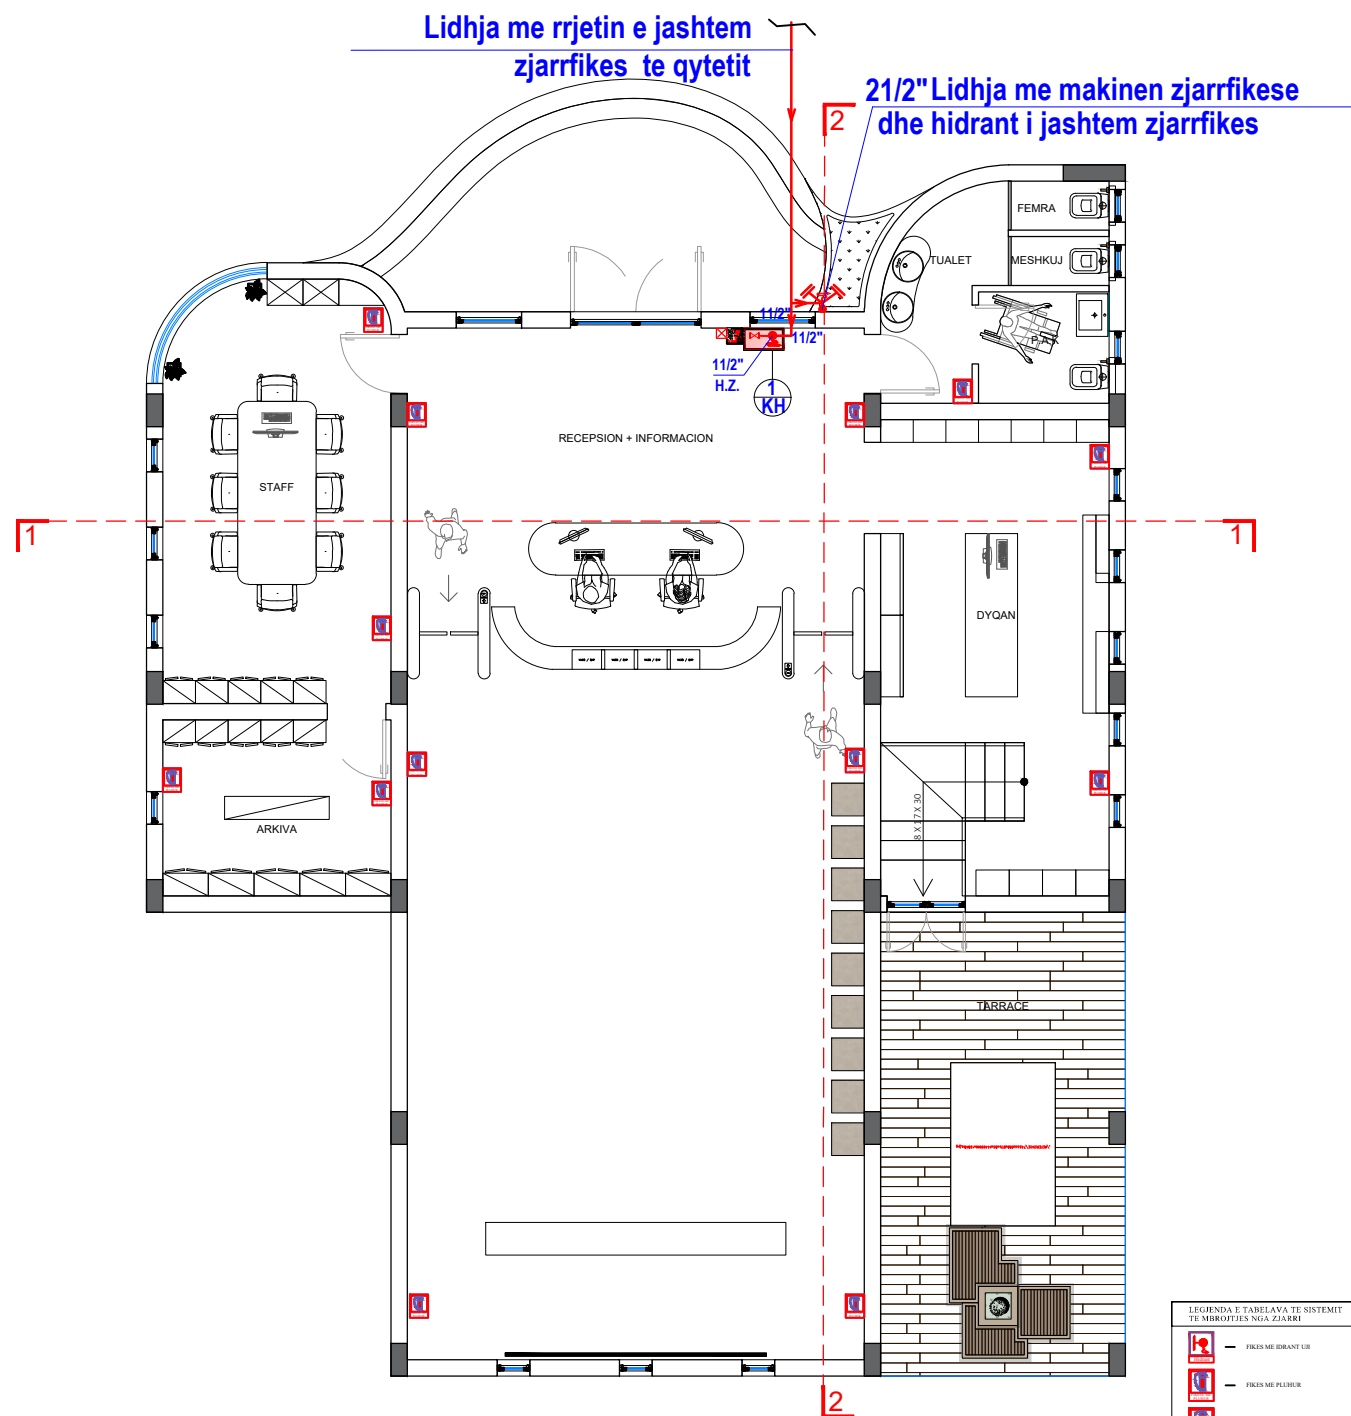 Lidhja me rrjetin e jashtem
zjarrfikes te qytetit
21/2" Lidhja me makinen zjarrfikese
dhe hidrant i jashtem zjarrfikes
2
FEMRA
TUALET
MESHKUJ
P.A.K
11/2"
11/2"
11/2"
H.Z.
1
KH
RECEPSION + INFORMACION
STAFF
1
1
DYQAN
8 X 17 X 30
ARKIVA
TARRACE
2
LEGJENDA E TABELAVA TE SISTEMIT
TE MBROJTJES NGA ZJARRI
FIKES ME IDRANT UJI
FIKES ME PLUHUR